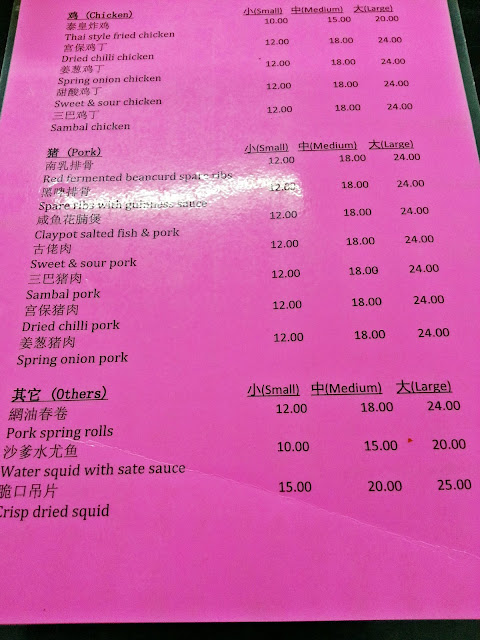 鸡 (Chicken) 小(Small) 中(Medium) 大(Large)
泰皇炸鸡 10.00 15.00 20.00
Thai style fried chicken
宫保鸡丁 12.00 18.00 24.00
Dried chilli chicken
姜葱鸡丁 12.00 18.00 24.00
Spring onion chicken
甜酸鸡丁 12.00 18.00 24.00
Sweet & sour chicken
三巴鸡丁 12.00 18.00 24.00
Sambal chicken
猪 (Pork) 小(Small) 中(Medium) 大(Large)
南乳排骨 12.00 18.00 24.00
Red fermented beancurd spare ribs
黑啤排骨 12.00 18.00 24.00
Spare ribs with guinness sauce
咸鱼花腩煲 12.00 18.00 24.00
Claypot salted fish & pork
古佬肉 12.00 18.00 24.00
Sweet & sour pork
三巴猪肉 12.00 18.00 24.00
Sambal pork
宫保猪肉 12.00 18.00 24.00
Dried chilli pork
姜葱猪肉 12.00 18.00 24.00
Spring onion pork
其它 (Others) 小(Small) 中(Medium) 大(Large)
網油春卷 12.00 18.00 24.00
Pork spring rolls
沙爹水尤鱼 10.00 15.00 20.00
Water squid with sate sauce
脆口吊片 15.00 20.00 25.00
Crisp dried squid